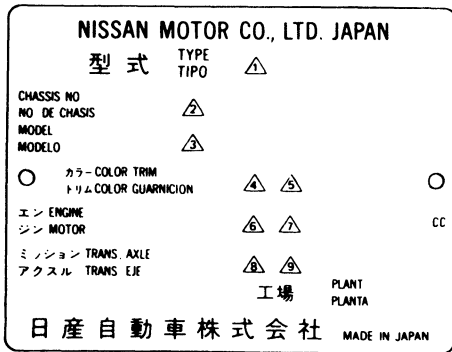 NISSAN MOTOR CO., LTD. JAPAN
型式 TYPE
TIPO 1
CHASSIS NO
NO DE CHASIS 2
MODEL
MODELO 3
カラー COLOR TRIM
トリム COLOR GUARNICION 4 5
エン ENGINE
ジン MOTOR 6 7 CC
ミッション TRANS. AXLE
アクスル TRANS EJE 8 9
工場 PLANT
PLANTA
日産自動車株式会社 MADE IN JAPAN